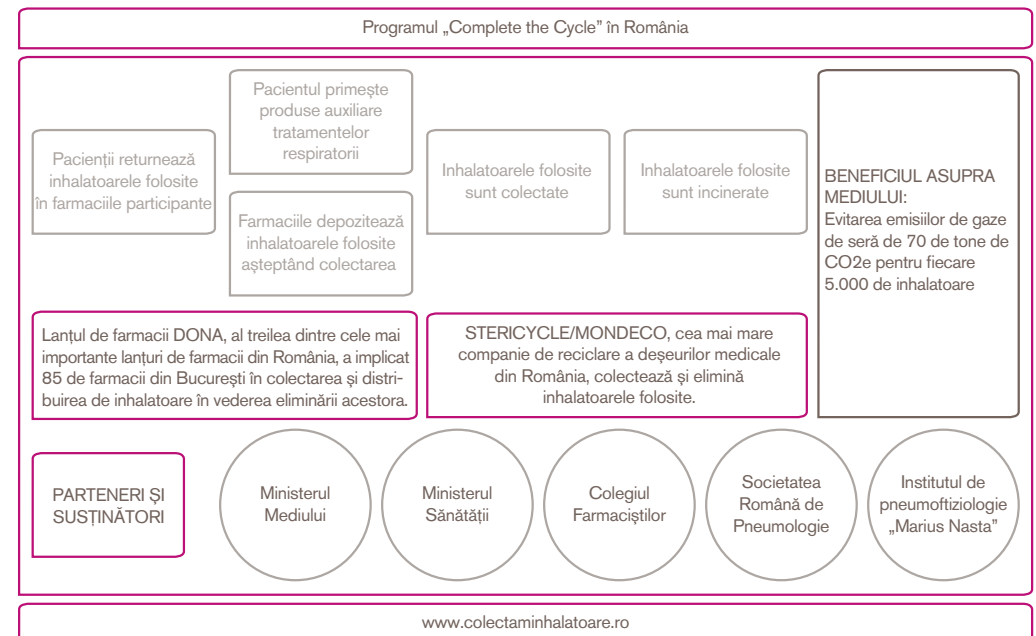 Programul „Complete the Cycle” în România
Pacienții returnează
inhalatoarele folosite
în farmaciile participante
Pacientul primește
produse auxiliare
tratamentelor
respiratorii
Farmaciile depozitează
inhalatoarele folosite
așteptând colectarea
Inhalatoarele folosite
sunt colectate
Inhalatoarele folosite
sunt incinerate
BENEFICIUL ASUPRA
MEDIULUI:
Evitarea emisiilor de gaze
de seră de 70 de tone de
CO2e pentru fiecare
5.000 de inhalatoare
Lanțul de farmacii DONA, al treilea dintre cele mai
importante lanțuri de farmacii din România, a implicat
85 de farmacii din București în colectarea și distri-
buirea de inhalatoare în vederea eliminării acestora.
STERICYCLE/MONDECO, cea mai mare
companie de reciclare a deșeurilor medicale
din România, colectează și elimină
inhalatoarele folosite.
PARTENERI ȘI
SUSȚINĂTORI
Ministerul
Mediului
Ministerul
Sănătății
Colegiul
Farmaciștilor
Societatea
Română de
Pneumologie
Institutul de
pneumoftiziologie
„Marius Nasta”
www.colectaminhalatoare.ro